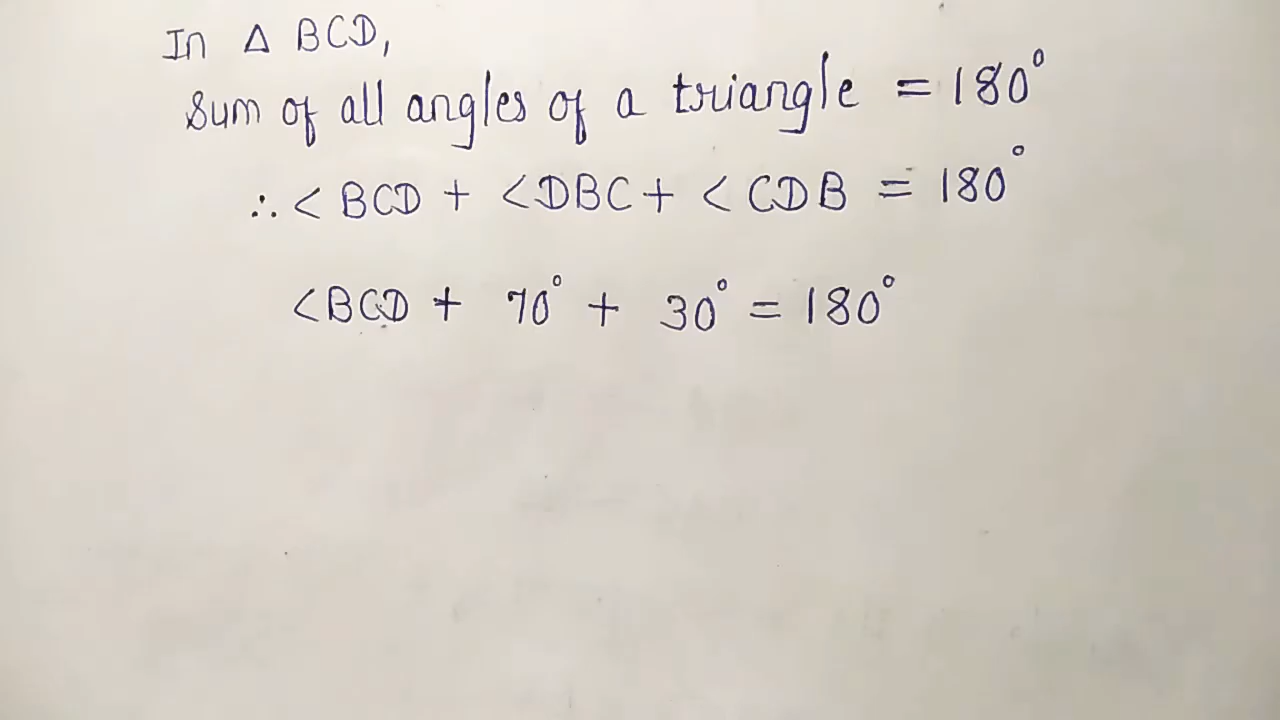 In Δ BCD,
Sum of all angles of a triangle = 180°
∴ < BCD + <DBC + < CDB = 180°
<BCD + 70° + 30° = 180°